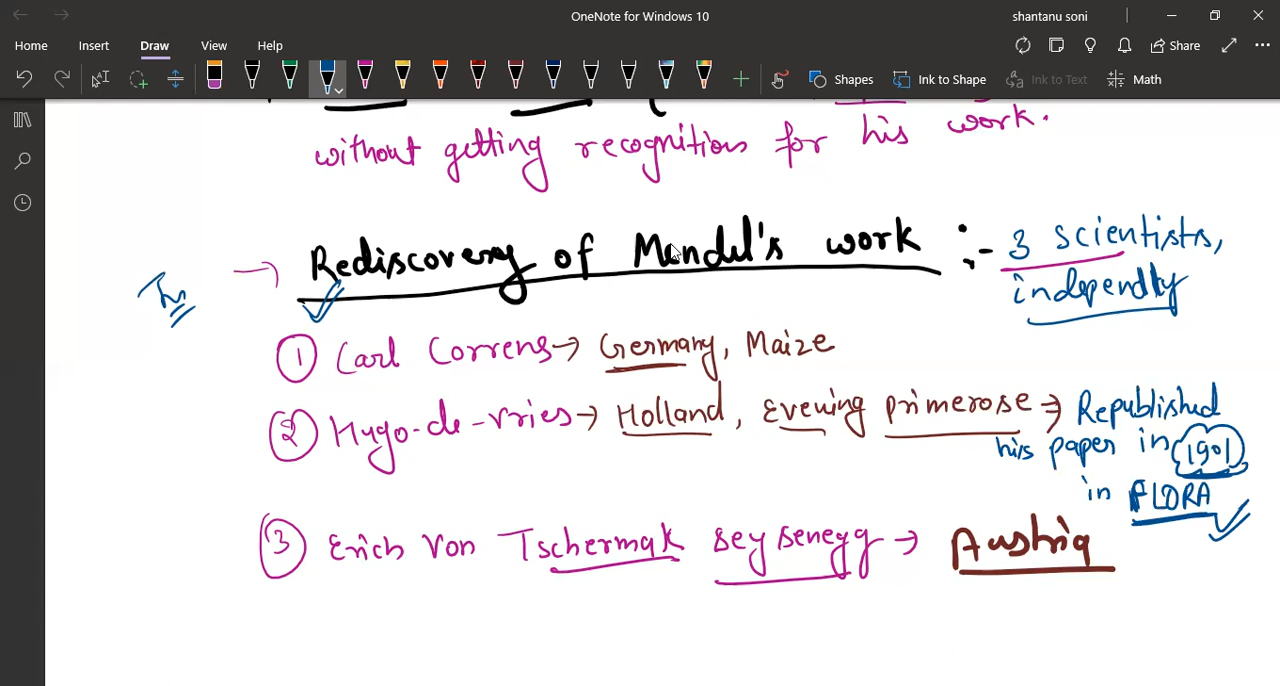 OneNote for Windows 10
shantanu soni
Home Insert Draw View Help
Share
Shapes Ink to Shape Ink to Text Math
without getting recognition for his work.
Rediscovery of Mendel's work :- 3 scientists,
independtly
① Carl Correns → Germany, Maize
② Hugo-de-vries → Holland, Evening primerose → Republished
his paper in 1901
in FLORA
③ Erich Von Tschermak seysenegg → Austria